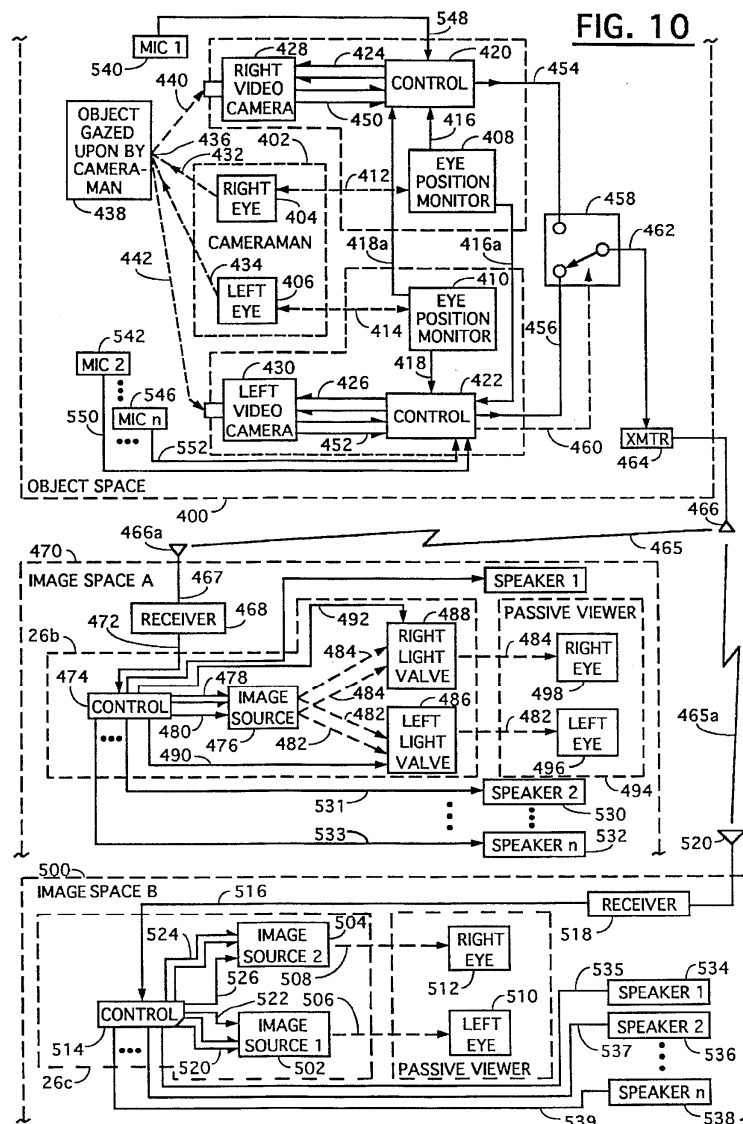 FIG. 10
MIC 1
540
548
428
424
420
RIGHT
VIDEO
CAMERA
CONTROL
454
440
450
416
OBJECT
GAZED
UPON BY
CAMERA-
MAN
436
432
402
408
438
RIGHT
EYE
404
412
EYE
POSITION
MONITOR
458
462
CAMERAMAN
418a
416a
442
434
LEFT
EYE
406
410
EYE
POSITION
MONITOR
414
456
542
MIC 2
430
418
546
MIC n
LEFT
VIDEO
CAMERA
426
422
CONTROL
550
552
452
460
XMTR
464
OBJECT SPACE
400
466
466a
465
470
IMAGE SPACE A
467
SPEAKER 1
RECEIVER
468
472
492
488
PASSIVE VIEWER
26b
484
RIGHT
LIGHT
VALVE
484
RIGHT
EYE
498
474
CONTROL
478
IMAGE
SOURCE
484
486
480
476
482
482
LEFT
LIGHT
VALVE
482
LEFT
EYE
496
490
465a
531
SPEAKER 2
530
494
533
SPEAKER n
532
520
500
IMAGE SPACE B
516
RECEIVER
518
504
524
IMAGE
SOURCE 2
508
RIGHT
EYE
512
526
522
535
534
SPEAKER 1
CONTROL
506
510
514
IMAGE
SOURCE 1
502
LEFT
EYE
537
SPEAKER 2
536
520
26c
PASSIVE VIEWER
SPEAKER n
538
539